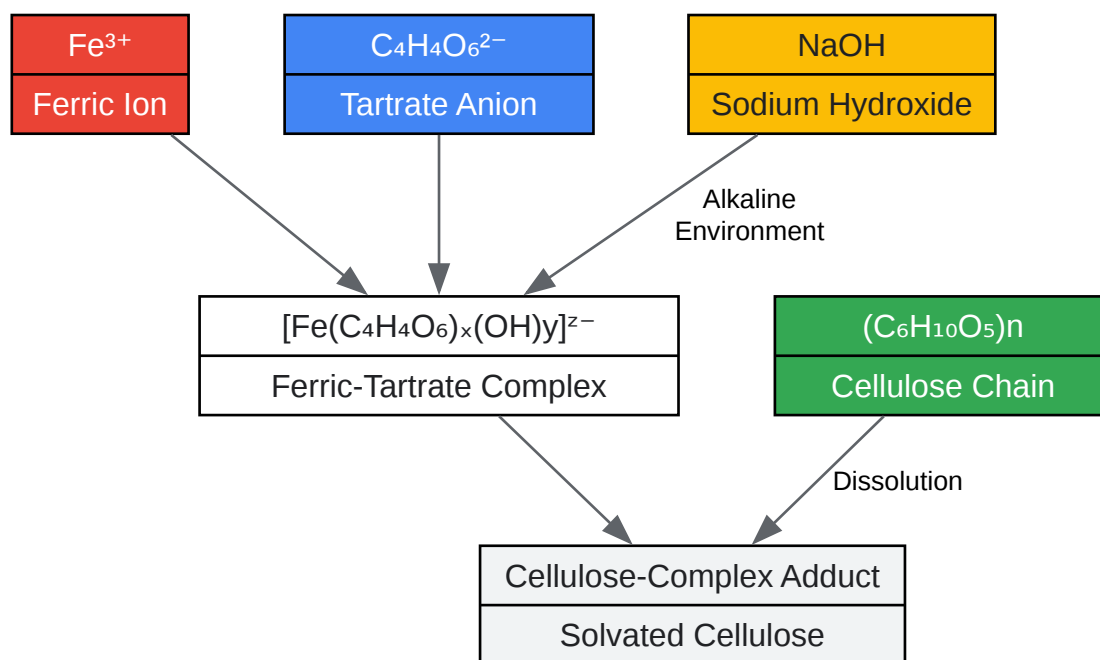 Fe³⁺
Ferric Ion
C₄H₄O₆²⁻
Tartrate Anion
NaOH
Sodium Hydroxide
Alkaline
Environment
[Fe(C₄H₄O₆)ₓ(OH)y]ᶻ⁻
Ferric-Tartrate Complex
(C₆H₁₀O₅)n
Cellulose Chain
Dissolution
Cellulose-Complex Adduct
Solvated Cellulose